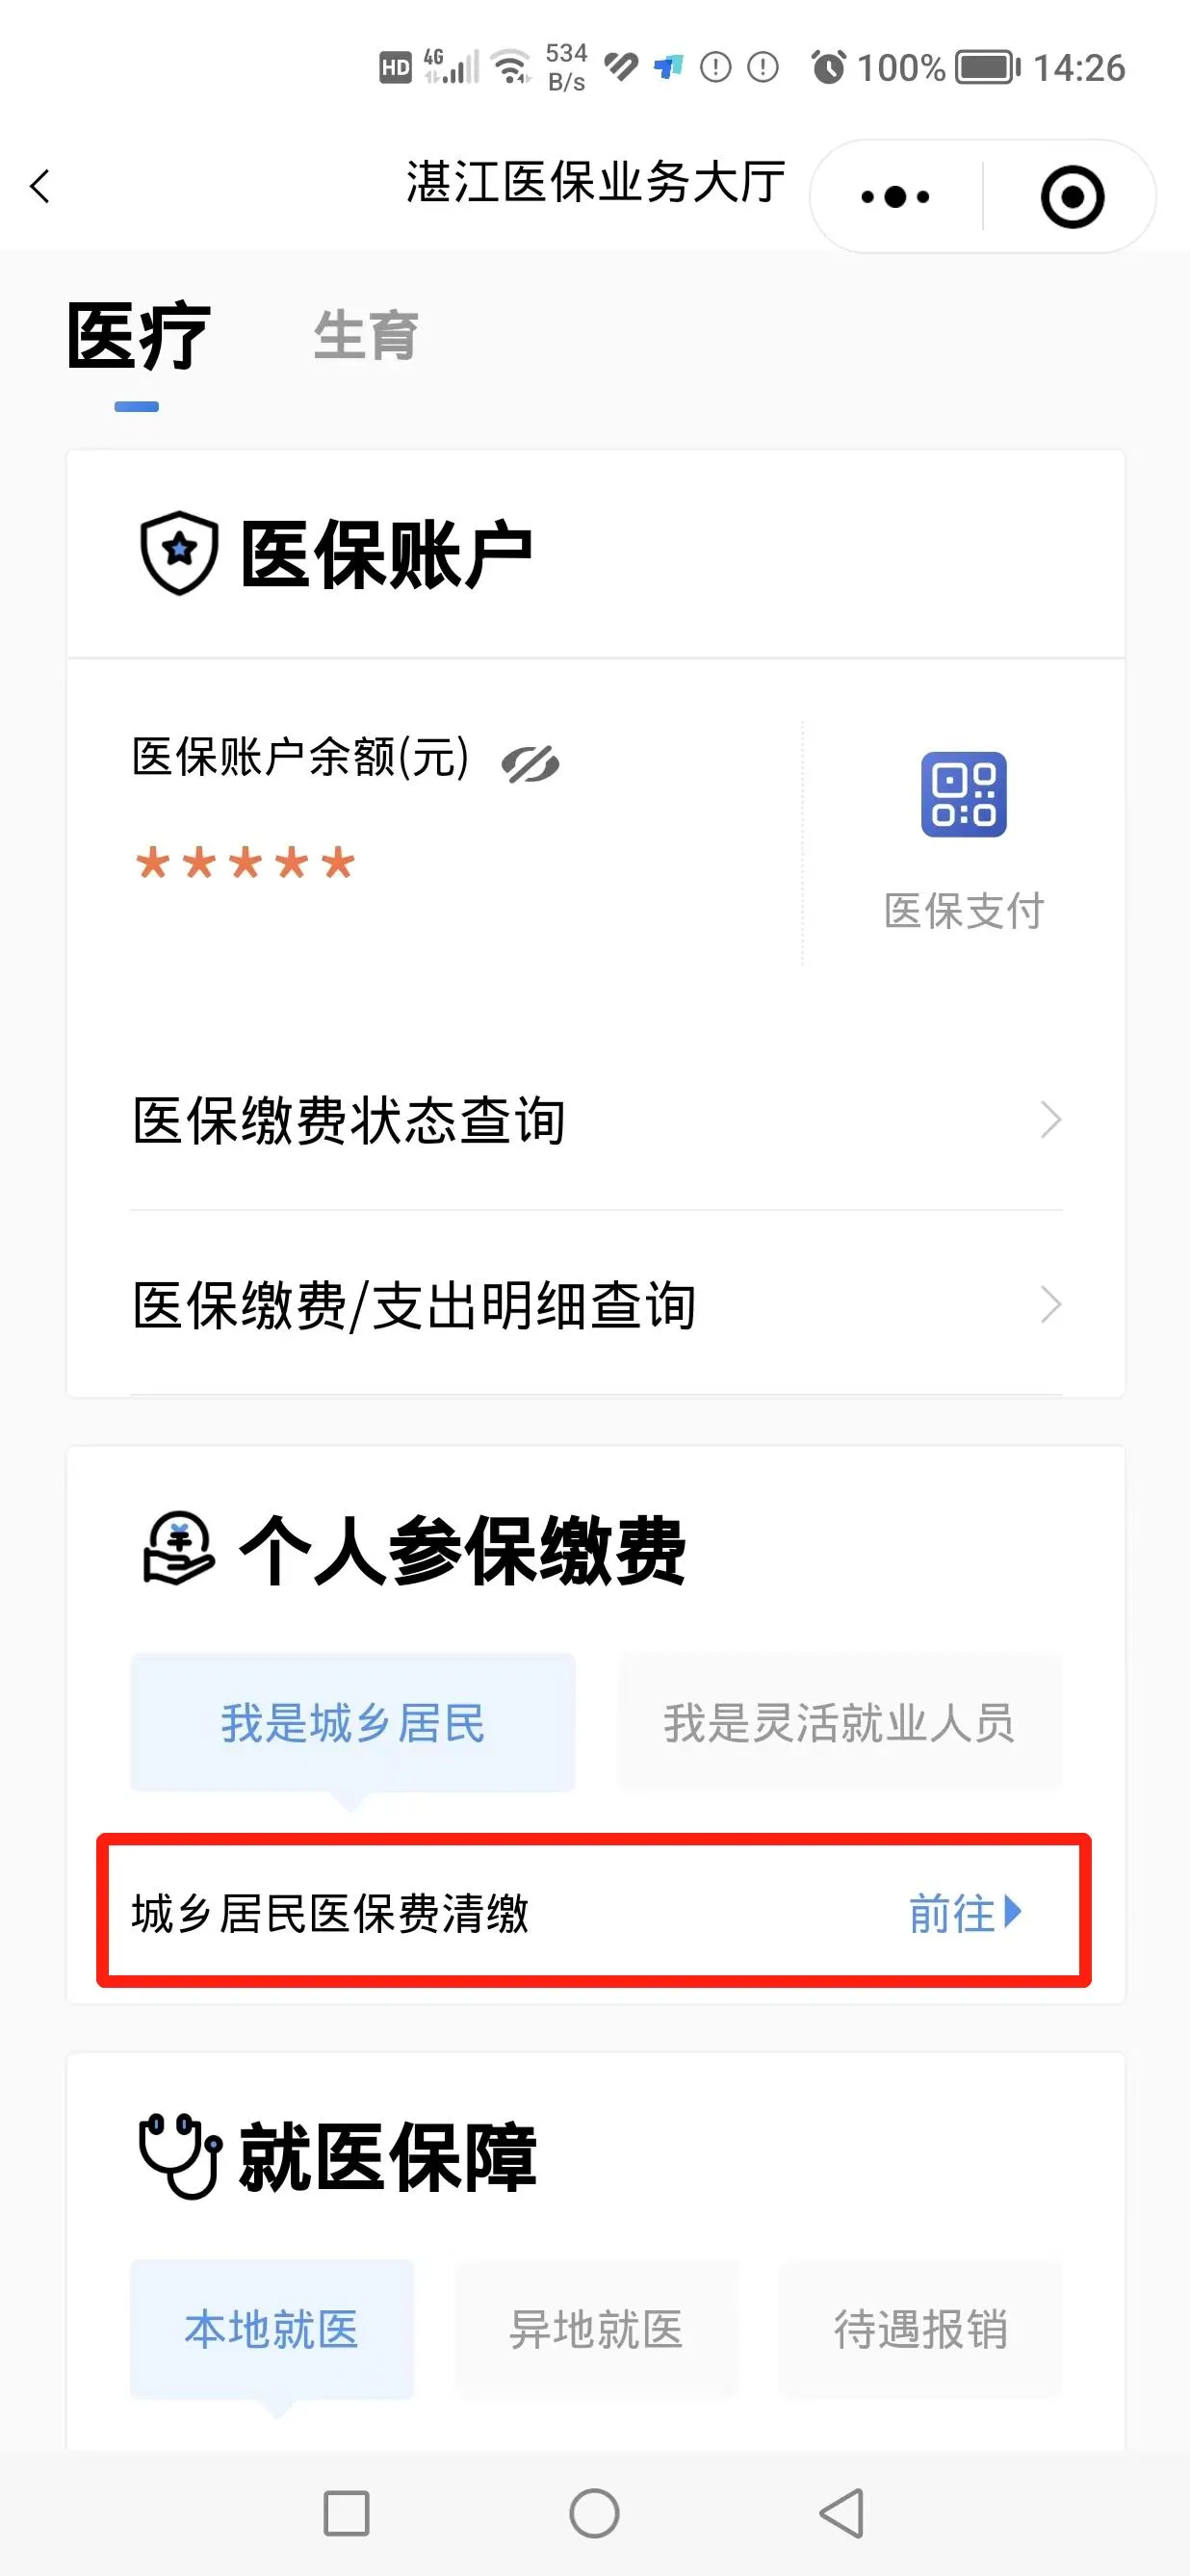 HD 4G 534 B/s 100% 14:26
湛江医保业务大厅
医疗 生育
医保账户
医保账户余额(元)
*****
医保支付
医保缴费状态查询
医保缴费/支出明细查询
个人参保缴费
我是城乡居民 我是灵活就业人员
城乡居民医保费清缴 前往
就医保障
本地就医 异地就医 待遇报销